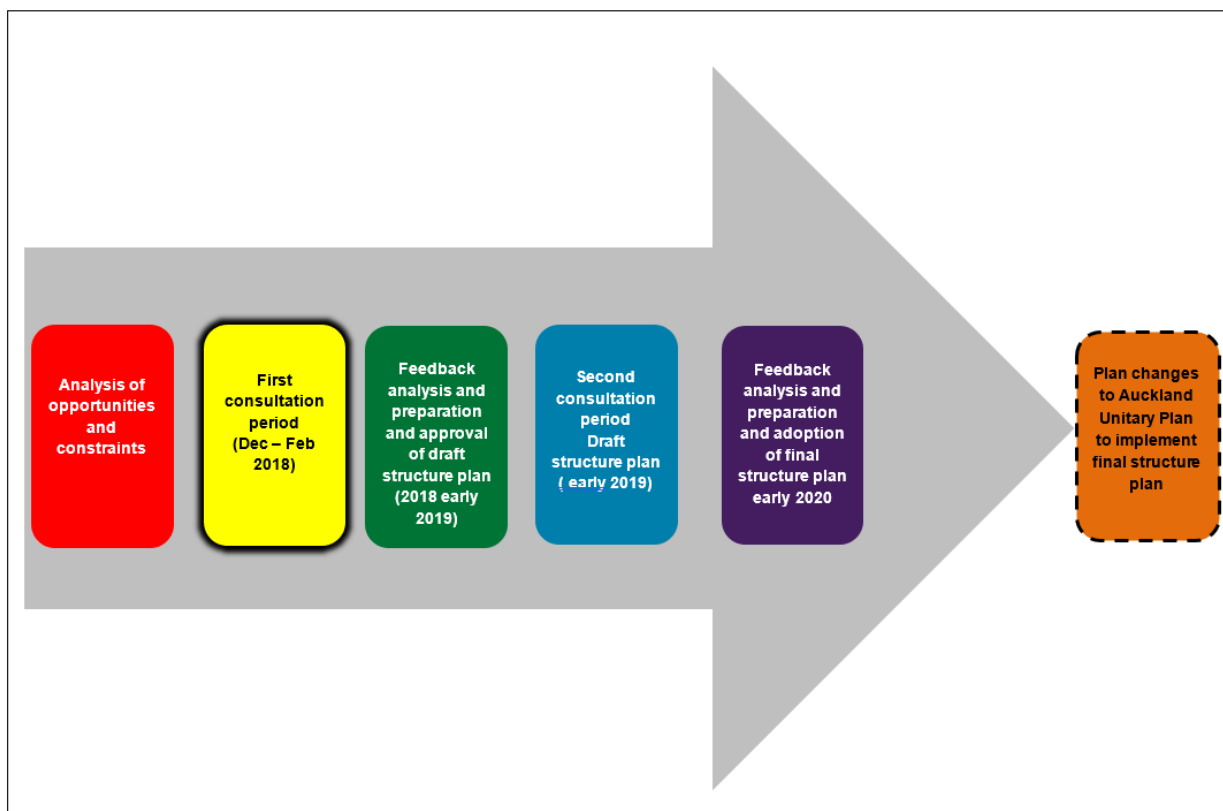 Analysis of
opportunities
and
constraints
First
consultation
period
(Dec – Feb
2018)
Feedback
analysis and
preparation
and approval
of draft
structure plan
(2018 early
2019)
Second
consultation
period
Draft
structure plan
( early 2019)
Feedback
analysis and
preparation
and adoption
of final
structure plan
early 2020
Plan changes
to Auckland
Unitary Plan
to implement
final structure
plan